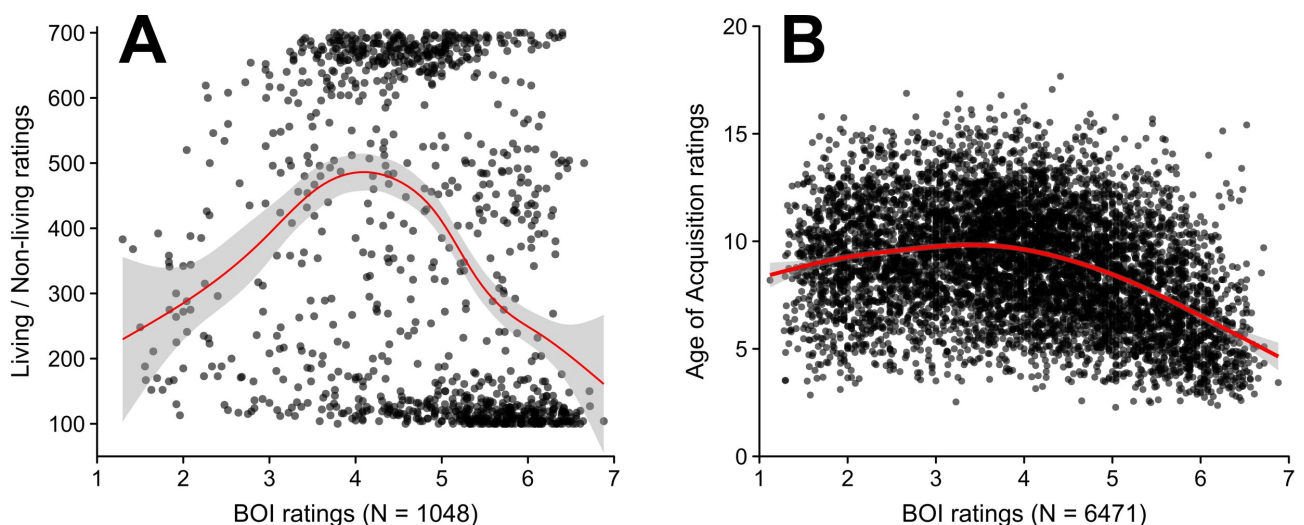 A
Living / Non-living ratings
700
600
500
400
300
200
100
1 2 3 4 5 6 7
BOI ratings (N = 1048)
B
Age of Acquisition ratings
20
15
10
5
0
1 2 3 4 5 6 7
BOI ratings (N = 6471)